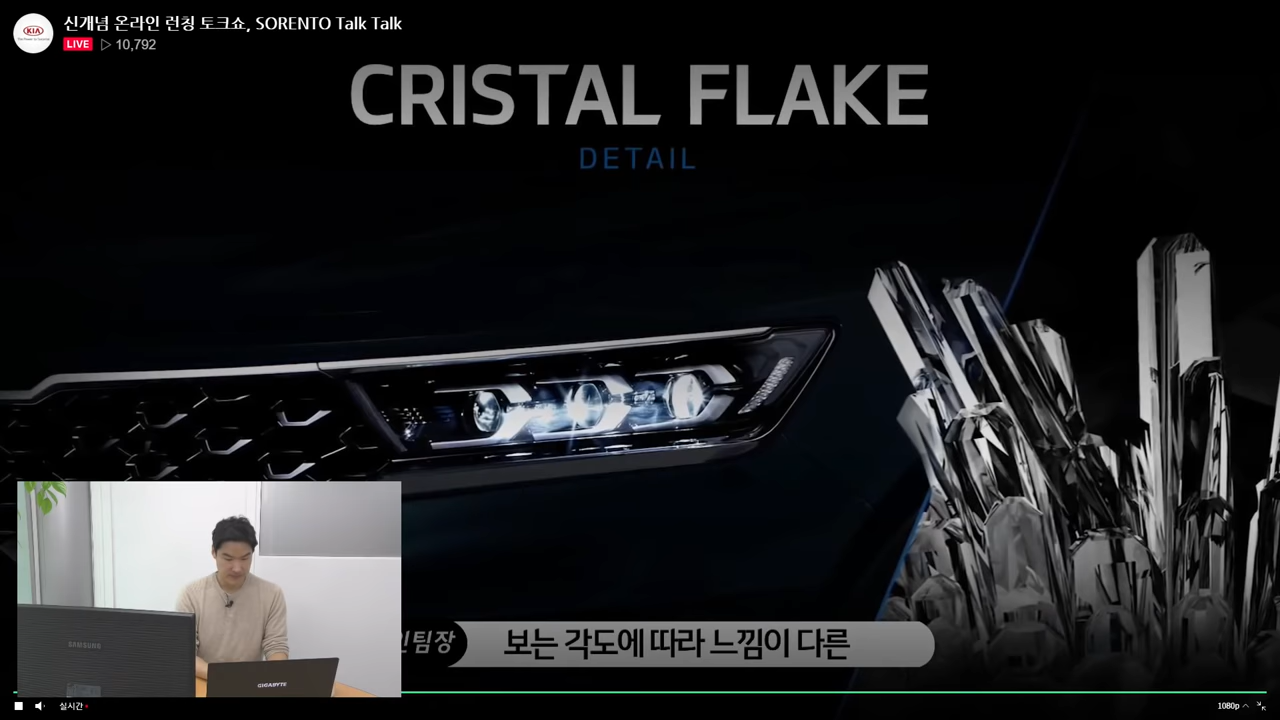 신개념 온라인 런칭 토크쇼, SORENTO Talk Talk
KIA
LIVE ▷ 10,792
CRISTAL FLAKE
DETAIL
SAMSUNG
GIGABYTE
인팀장 보는 각도에 따라 느낌이 다른
실시간
1080p